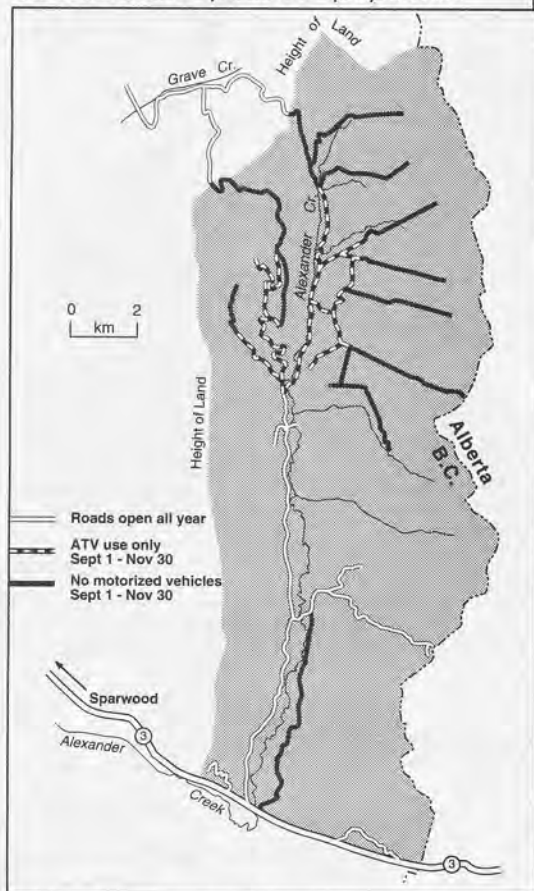 Height of Land
Grave Cr.
Alexander Cr.
0 2
km
Height of Land
Alberta
B.C.
Roads open all year
ATV use only
Sept 1 - Nov 30
No motorized vehicles
Sept 1 - Nov 30
Sparwood
3
Alexander
Creek
3